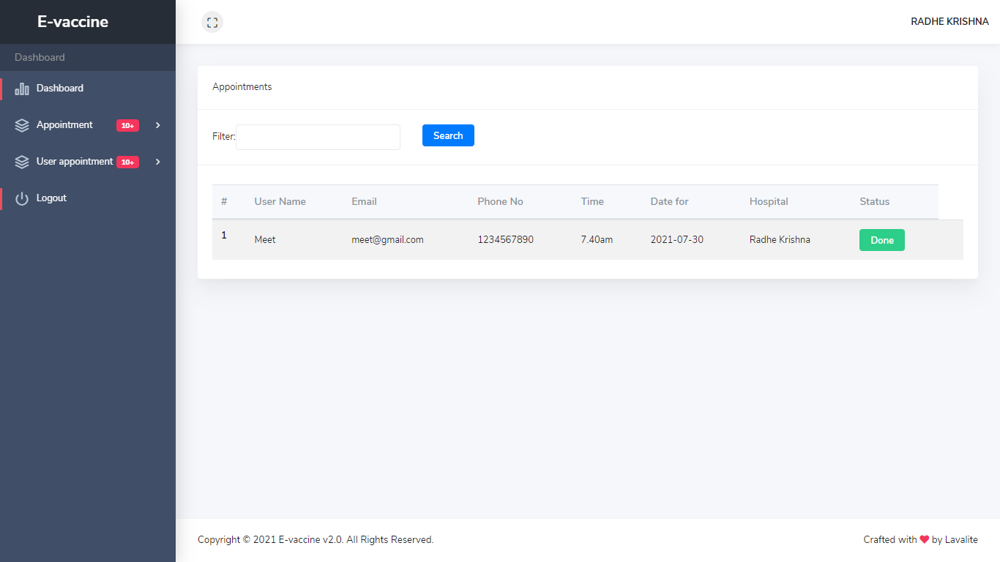 E-vaccine
RADHE KRISHNA
Dashboard
Dashboard
Appointment 10+
User appointment 10+
Logout
Appointments
Filter: Search
# User Name Email Phone No Time Date for Hospital Status
1 Meet meet@gmail.com 1234567890 7.40am 2021-07-30 Radhe Krishna Done
Copyright © 2021 E-vaccine v2.0. All Rights Reserved.
Crafted with ❤ by Lavalite